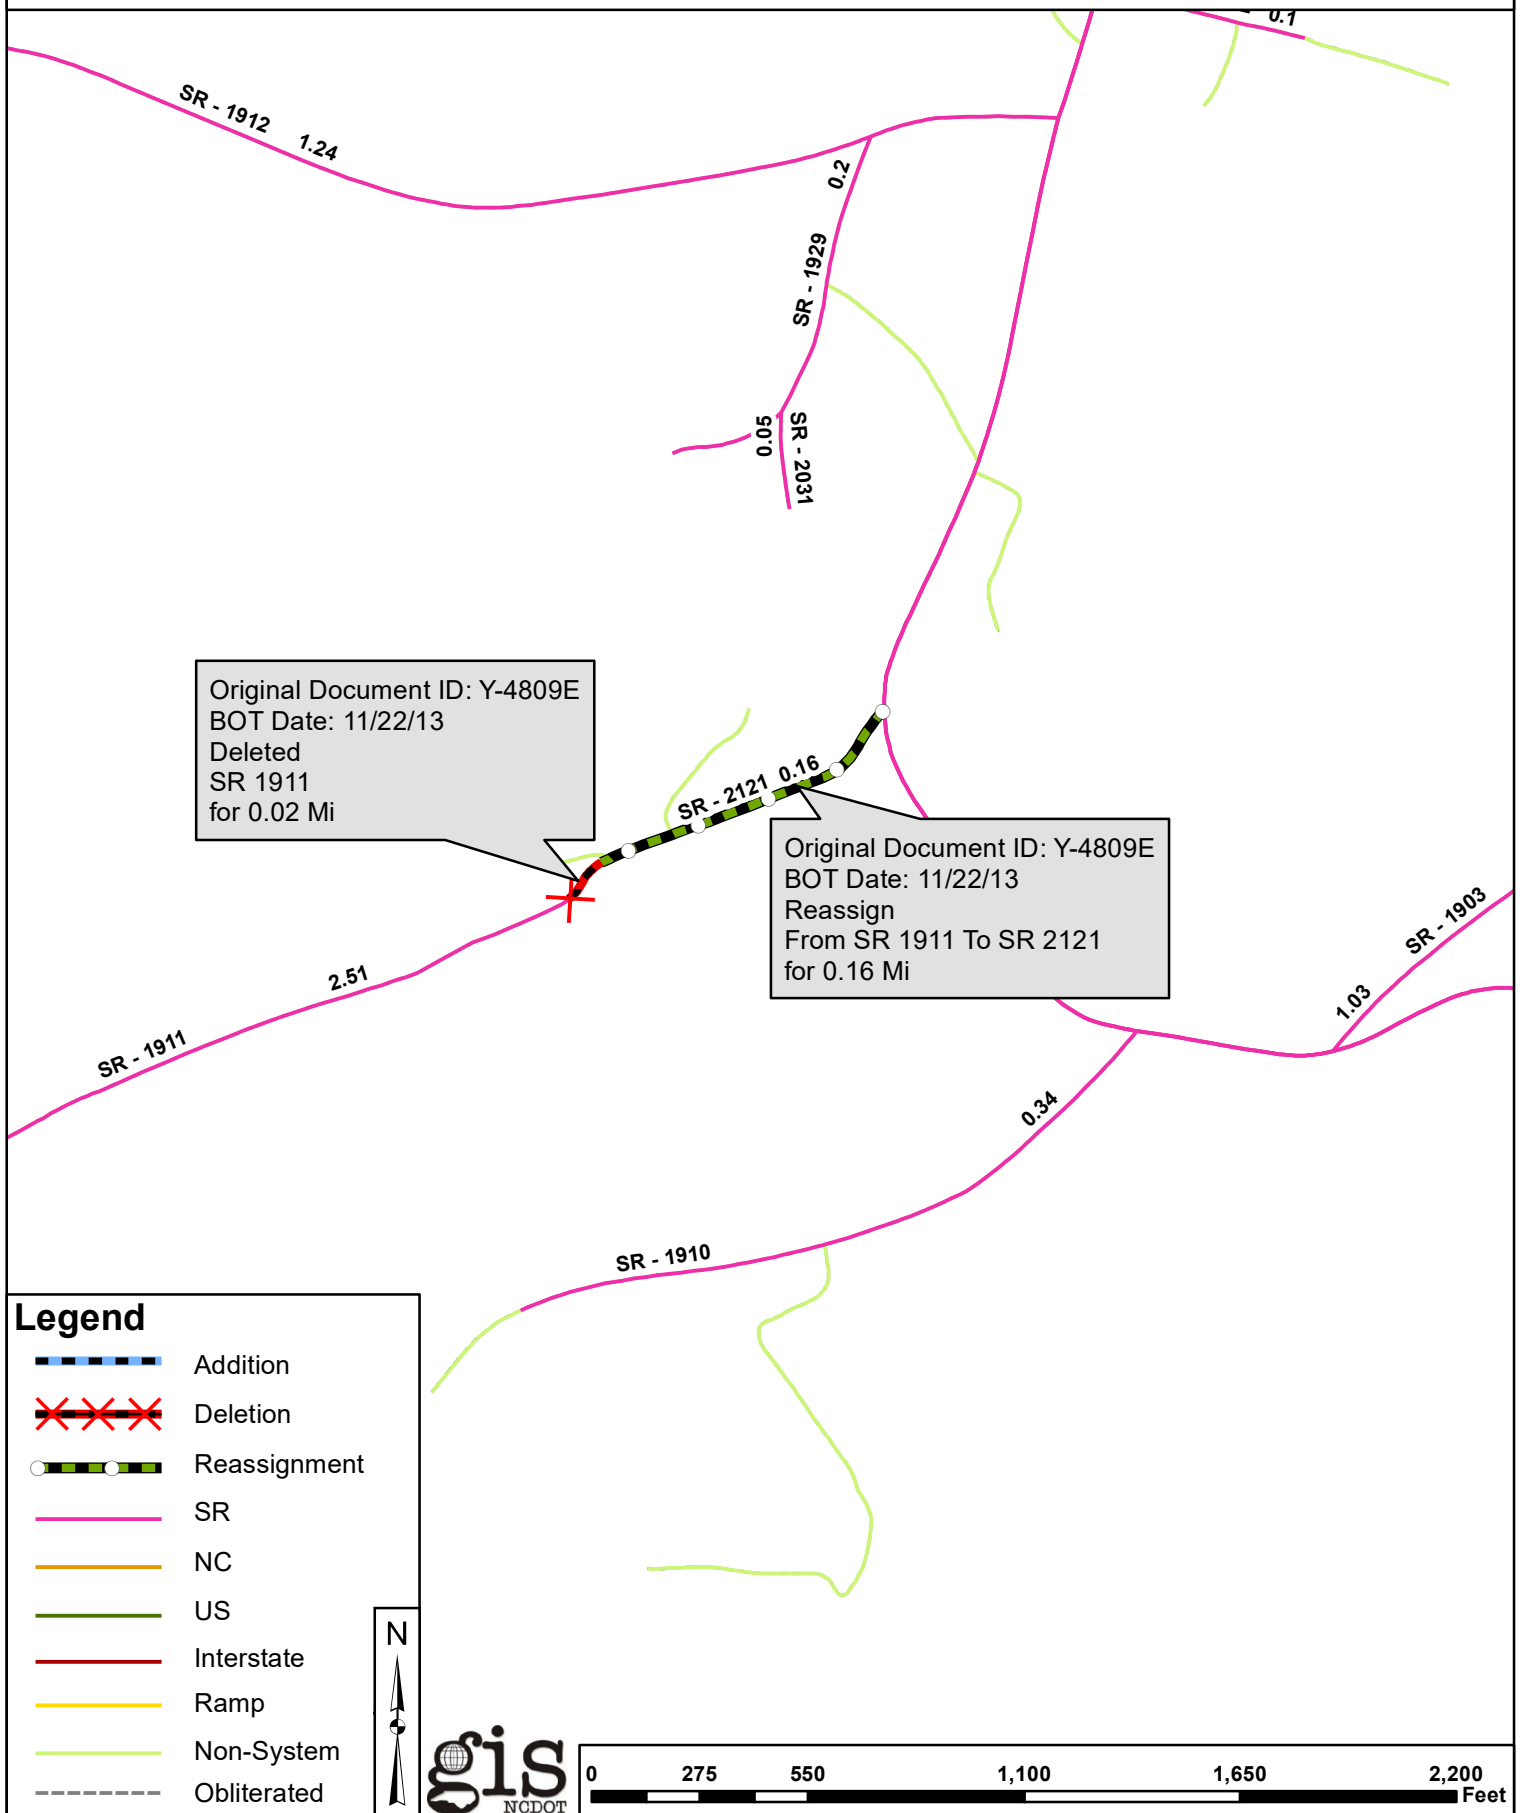 0.1
SR - 1912
1.24
0.2
SR - 1929
0.05
SR - 2031
Original Document ID: Y-4809E
BOT Date: 11/22/13
Deleted
SR 1911
for 0.02 Mi
SR - 2121 0.16
Original Document ID: Y-4809E
BOT Date: 11/22/13
Reassign
From SR 1911 To SR 2121
for 0.16 Mi
SR - 1903
1.03
2.51
SR - 1911
0.34
SR - 1910
Legend
Addition
Deletion
Reassignment
SR
NC
US
Interstate
Ramp
Non-System
Obliterated
N
gis
NCDOT
0 275 550 1,100 1,650 2,200
Feet